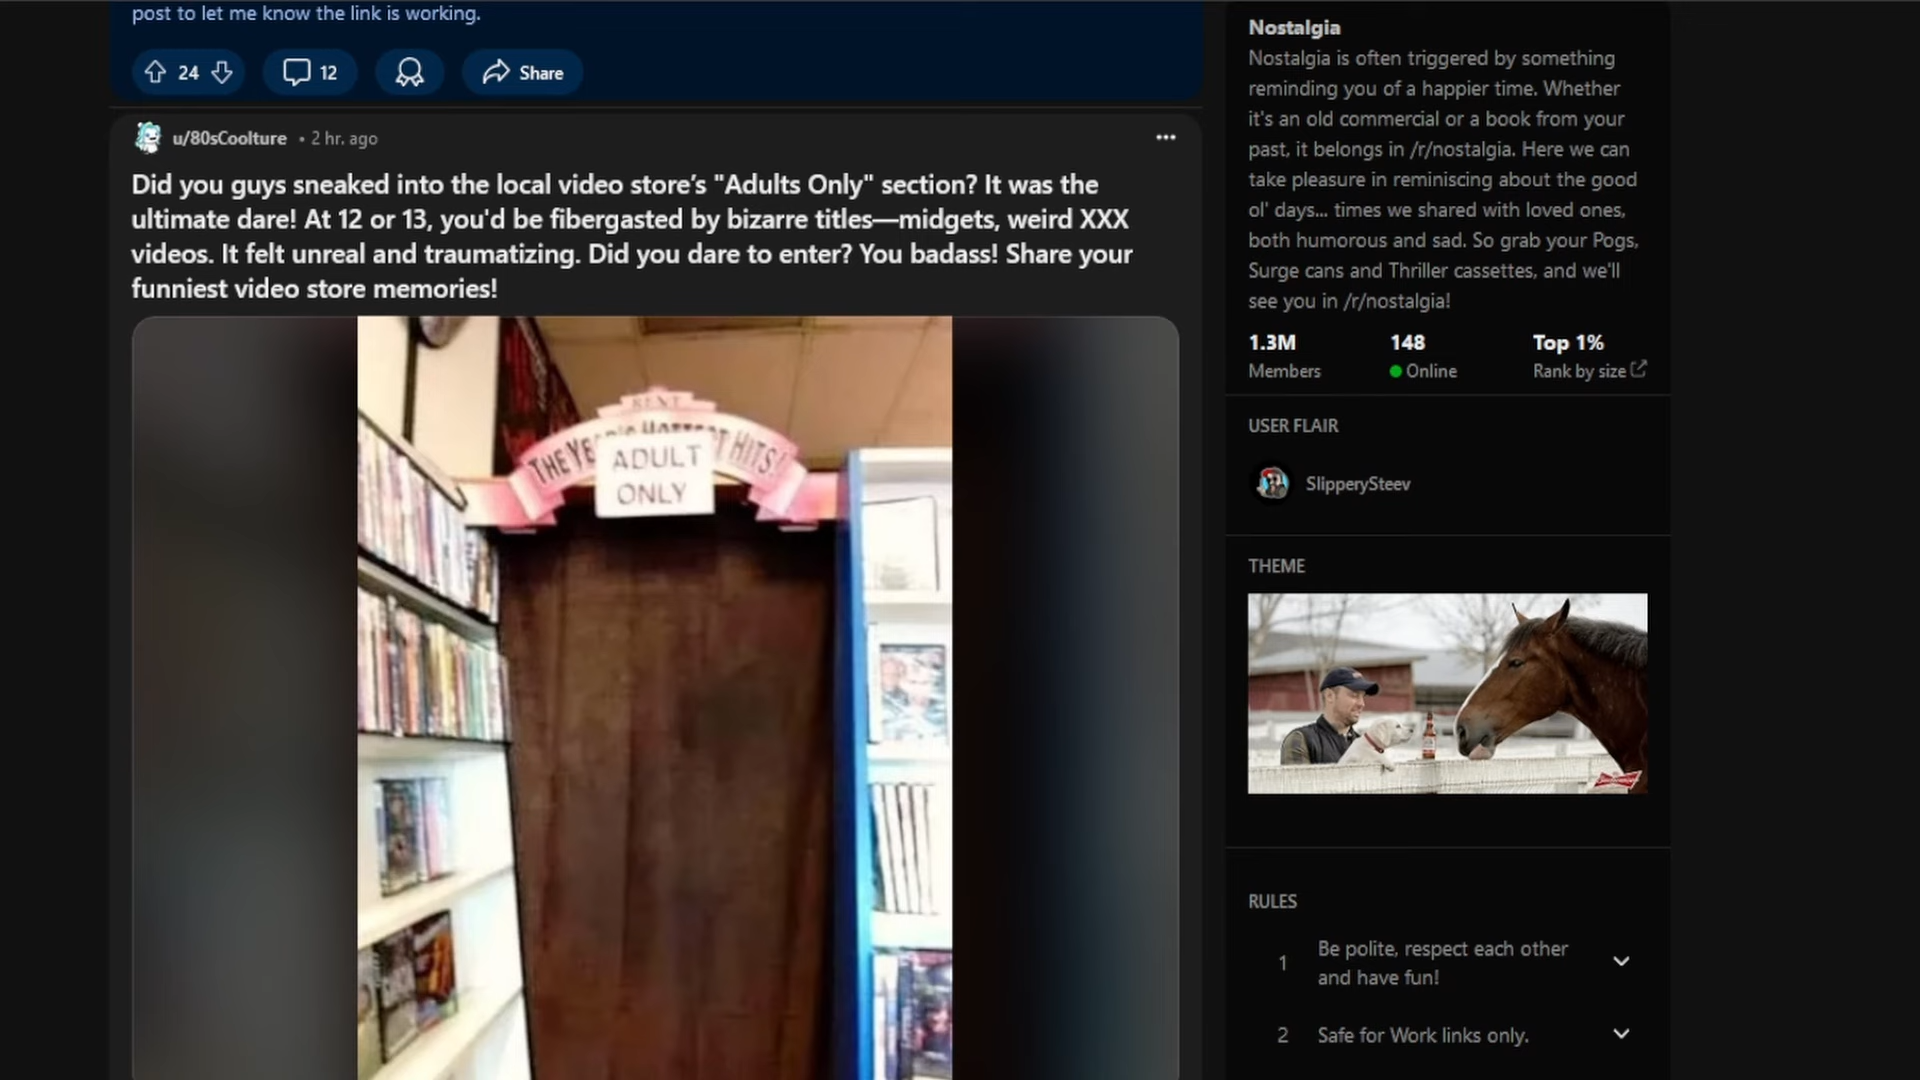 post to let me know the link is working.
24
12
Share
u/80sCoolture • 2 hr. ago
Did you guys sneaked into the local video store’s "Adults Only" section? It was the
ultimate dare! At 12 or 13, you'd be fibergasted by bizarre titles—midgets, weird XXX
videos. It felt unreal and traumatizing. Did you dare to enter? You badass! Share your
funniest video store memories!
RENT
THE YEAR'S HOTTEST HITS!
ADULT
ONLY
Nostalgia
Nostalgia is often triggered by something
reminding you of a happier time. Whether
it's an old commercial or a book from your
past, it belongs in /r/nostalgia. Here we can
take pleasure in reminiscing about the good
ol' days... times we shared with loved ones,
both humorous and sad. So grab your Pogs,
Surge cans and Thriller cassettes, and we'll
see you in /r/nostalgia!
1.3M
148
Top 1%
Members
Online
Rank by size
USER FLAIR
SlipperySteev
THEME
RULES
1
Be polite, respect each other
and have fun!
2
Safe for Work links only.